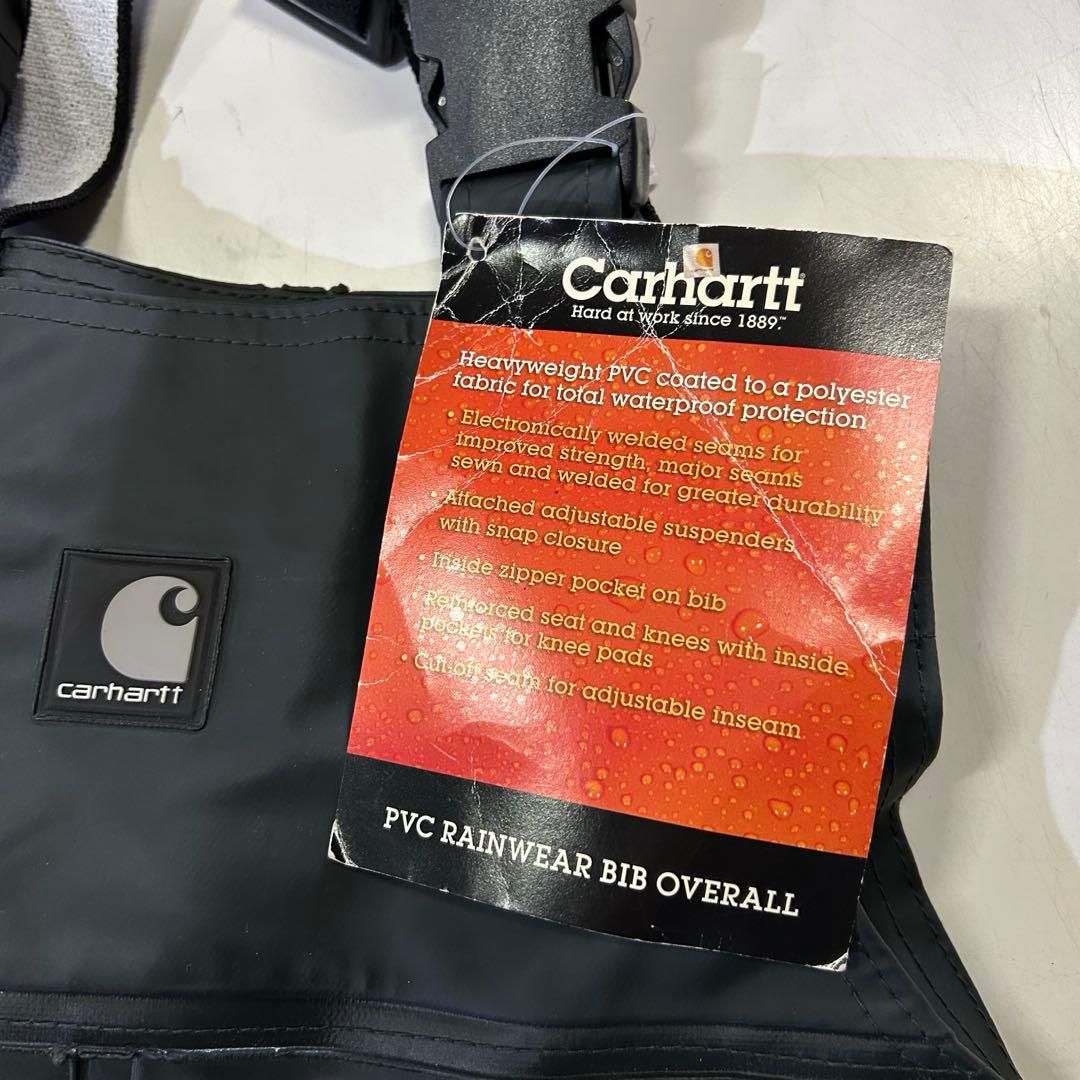 Carhartt®
Hard at work since 1889.™
Heavyweight PVC coated to a polyester
fabric for total waterproof protection
• Electronically welded seams for
improved strength, major seams
sewn and welded for greater durability
• Attached adjustable suspenders
with snap closure
• Inside zipper pocket on bib
• Reinforced seat and knees with inside
pockets for knee pads
• Cut-off seam for adjustable inseam
PVC RAINWEAR BIB OVERALL
carhartt